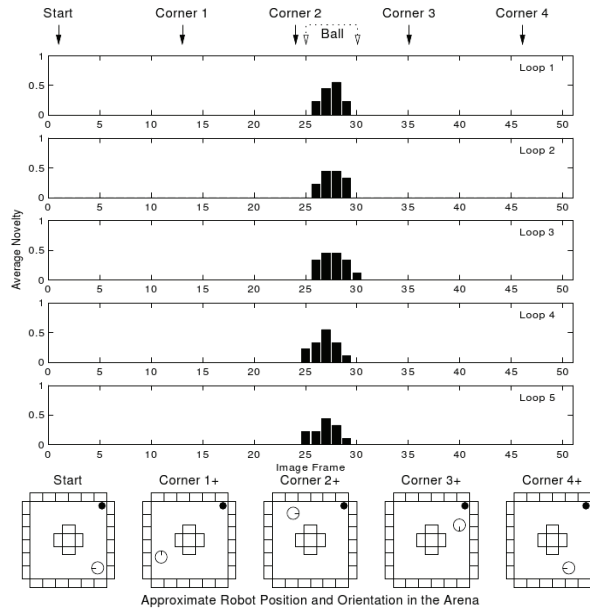 Start Corner 1 Corner 2 Corner 3 Corner 4
Ball
1 0.5 0
Loop 1
0 5 10 15 20 25 30 35 40 45 50
1 0.5 0
Loop 2
0 5 10 15 20 25 30 35 40 45 50
1 0.5 0
Loop 3
0 5 10 15 20 25 30 35 40 45 50
1 0.5 0
Loop 4
0 5 10 15 20 25 30 35 40 45 50
1 0.5 0
Loop 5
0 5 10 15 20 25 30 35 40 45 50
Average Novelty
Image Frame
Start Corner 1+ Corner 2+ Corner 3+ Corner 4+
Approximate Robot Position and Orientation in the Arena